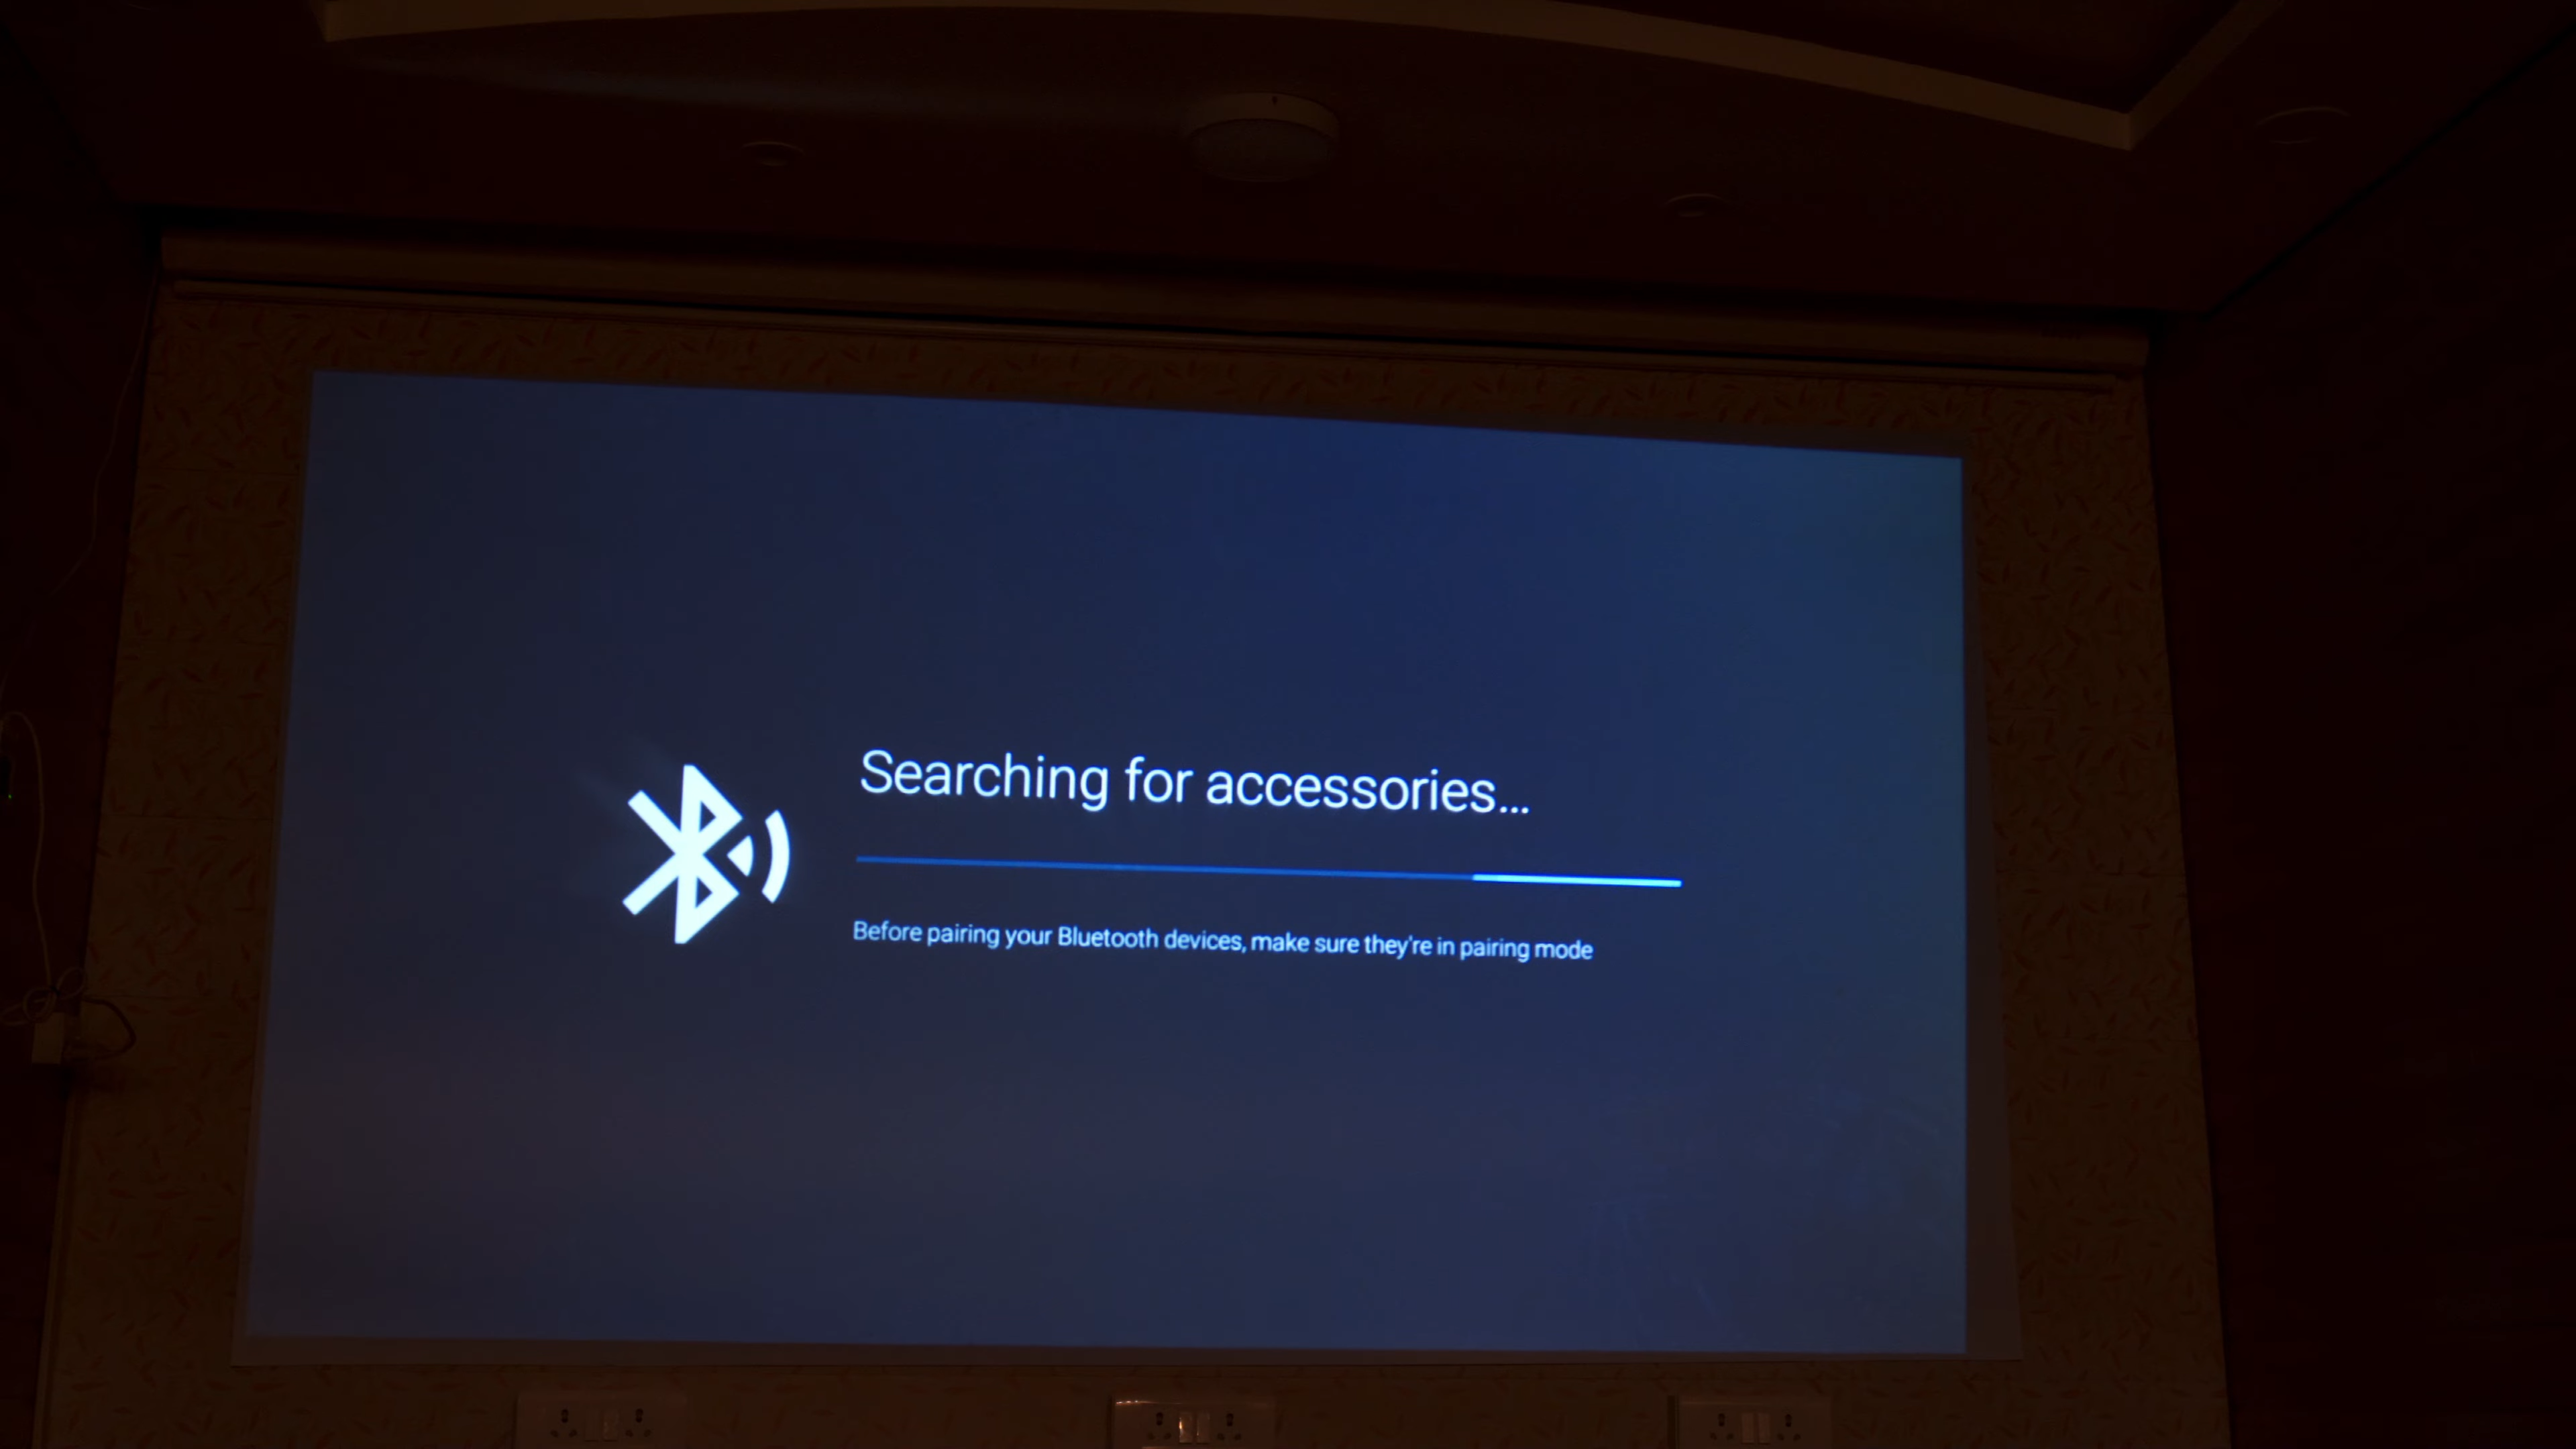 Searching for accessories...
Before pairing your Bluetooth devices, make sure they're in pairing mode